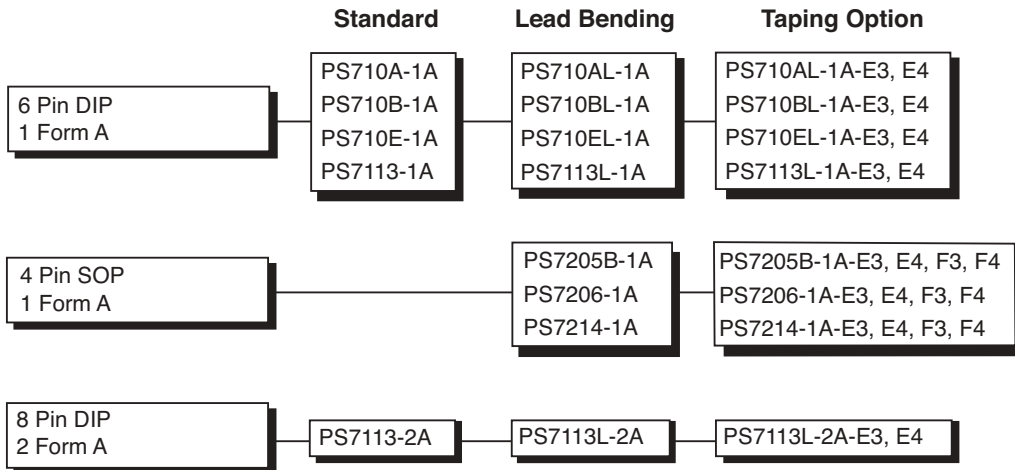 Standard
Lead Bending
Taping Option
6 Pin DIP
1 Form A
PS710A-1A
PS710B-1A
PS710E-1A
PS7113-1A
PS710AL-1A
PS710BL-1A
PS710EL-1A
PS7113L-1A
PS710AL-1A-E3, E4
PS710BL-1A-E3, E4
PS710EL-1A-E3, E4
PS7113L-1A-E3, E4
4 Pin SOP
1 Form A
PS7205B-1A
PS7206-1A
PS7214-1A
PS7205B-1A-E3, E4, F3, F4
PS7206-1A-E3, E4, F3, F4
PS7214-1A-E3, E4, F3, F4
8 Pin DIP
2 Form A
PS7113-2A
PS7113L-2A
PS7113L-2A-E3, E4